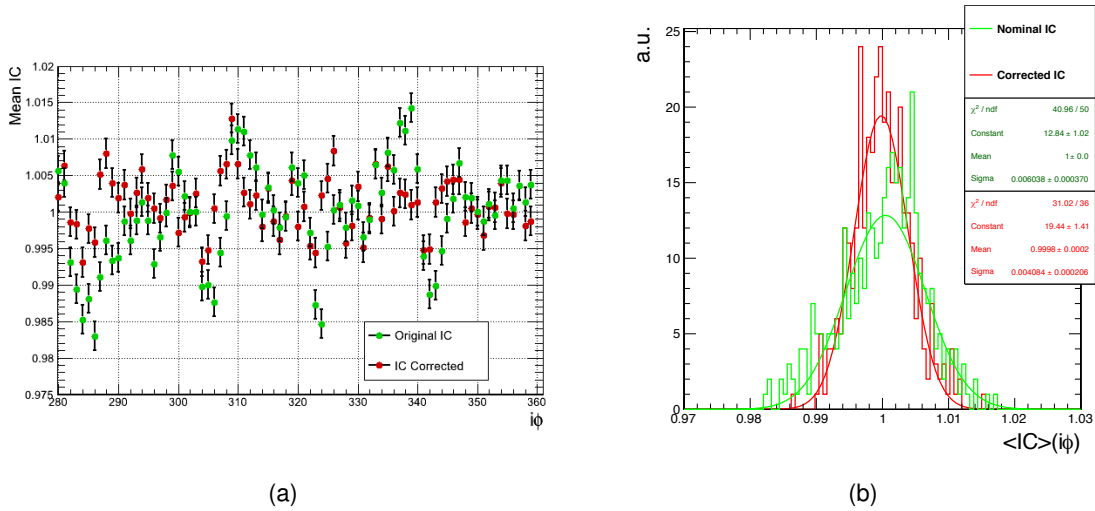 Mean IC
1.02
1.015
1.01
1.005
1
0.995
0.99
0.985
0.98
0.975
280 290 300 310 320 330 340 350 360
iϕ
Original IC
IC Corrected
(a)
a.u.
25
20
15
10
5
0
0.97 0.98 0.99 1 1.01 1.02 1.03
<IC>(iϕ)
Nominal IC
Corrected IC
χ² / ndf 40.96 / 50
Constant 12.84 ± 1.02
Mean 1± 0.0
Sigma 0.006038 ± 0.000370
χ² / ndf 31.02 / 36
Constant 19.44 ± 1.41
Mean 0.9998 ± 0.0002
Sigma 0.004084 ± 0.000206
(b)